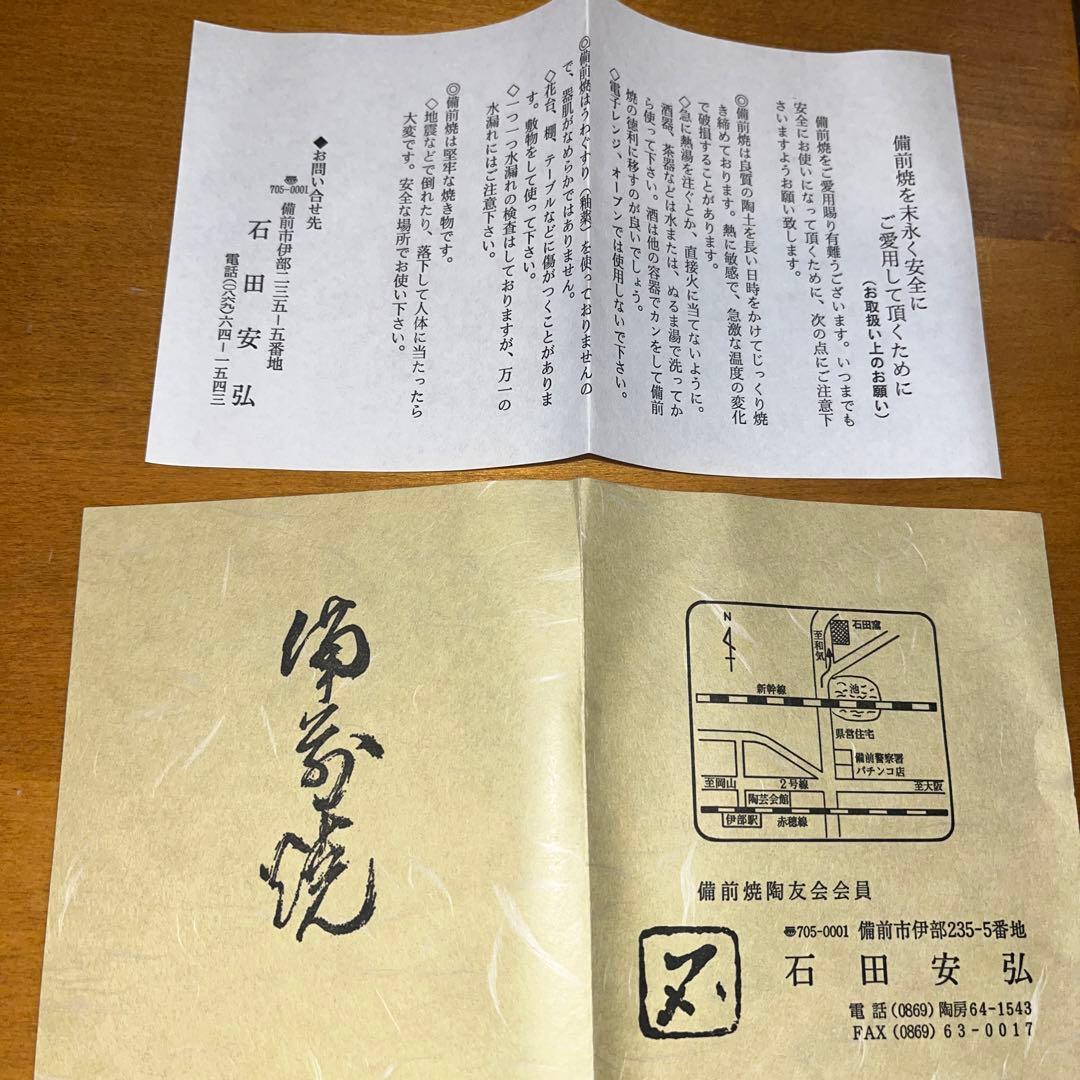 備前焼を末永く安全に
ご愛用して頂くために
(お取扱い上のお願い)
備前焼をご愛用賜り有難うございます。いつまでも
安全にお使いになって頂くために、次の点にご注意下
さいますようお願い致します。
◎備前焼は良質の陶土を長い日時をかけてじっくり焼
き締めております。熱に敏感で、急激な温度の変化
で破損することがあります。
◇急に熱湯を注ぐとか、直接火に当てないように。
酒器、茶器などは水または、ぬるま湯で洗ってか
ら使って下さい。酒は他の容器でカンをして備前
焼の徳利に移すのが良いでしょう。
◇電子レンジ、オーブンでは使用しないで下さい。
◎備前焼はうわぐすり(釉薬)を使っておりませんの
で、器肌がなめらかではありません。
◇花台、棚、テーブルなどに傷がつくことがありま
す。敷物をして使って下さい。
◇一つ一つ水漏れの検査はしておりますが、万一の
水漏れにはご注意下さい。
◎備前焼は堅牢な焼き物です。
◇地震などで倒れたり、落下して人体に当たったら
大変です。安全な場所でお使い下さい。
◆お問い合せ先
〠705-0001 備前市伊部二三五ー五番地
石田安弘
電話(〇八六九)六四ー一五四三
備前焼
N
石田窯
至和気
新幹線
池
県営住宅
備前警察署
パチンコ店
至岡山
2号線
至大阪
陶芸会館
伊部駅
赤穂線
備前焼陶友会会員
〠705-0001 備前市伊部235-5番地
石田安弘
電話(0869)陶房64-1543
FAX(0869)63-0017